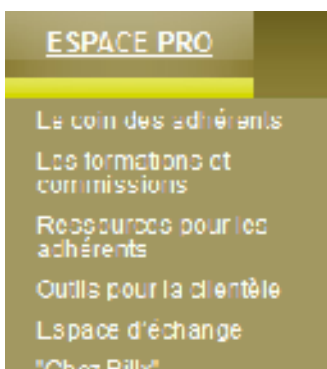 ESPACE PRO
Le coin des adhérents
Les formations et
commissions
Ressources pour les
adhérents
Outils pour la clientèle
Espace d'échange
"Chez